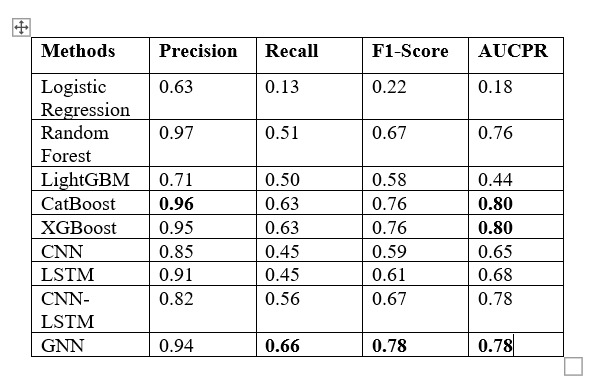 Methods Precision Recall F1-Score AUCPR
Logistic 0.63 0.13 0.22 0.18
Regression
Random 0.97 0.51 0.67 0.76
Forest
LightGBM 0.71 0.50 0.58 0.44
CatBoost 0.96 0.63 0.76 0.80
XGBoost 0.95 0.63 0.76 0.80
CNN 0.85 0.45 0.59 0.65
LSTM 0.91 0.45 0.61 0.68
CNN- 0.82 0.56 0.67 0.78
LSTM
GNN 0.94 0.66 0.78 0.78